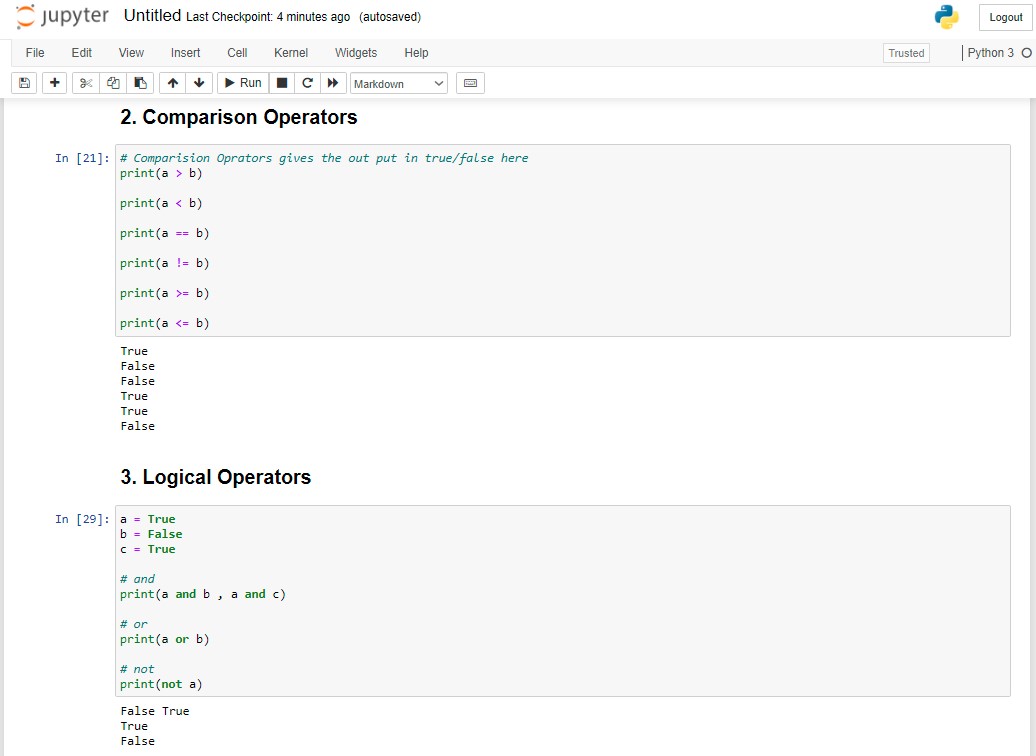 jupyter Untitled Last Checkpoint: 4 minutes ago (autosaved) Logout
File Edit View Insert Cell Kernel Widgets Help Trusted Python 3
Run Markdown
2. Comparison Operators
In [21]: # Comparision Oprators gives the out put in true/false here
print(a > b)
print(a < b)
print(a == b)
print(a != b)
print(a >= b)
print(a <= b)
True
False
False
True
True
False
3. Logical Operators
In [29]: a = True
b = False
c = True
# and
print(a and b , a and c)
# or
print(a or b)
# not
print(not a)
False True
True
False